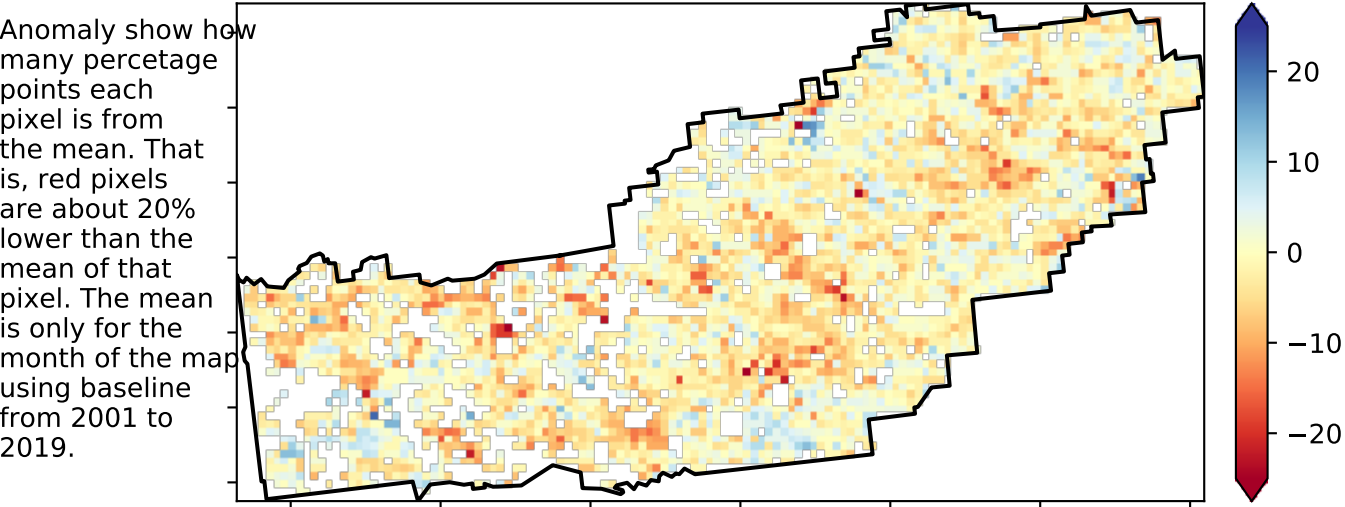 Anomaly show how
many percetage
points each
pixel is from
the mean. That
is, red pixels
are about 20%
lower than the
mean of that
pixel. The mean
is only for the
month of the map
using baseline
from 2001 to
2019.
20
10
0
−10
−20